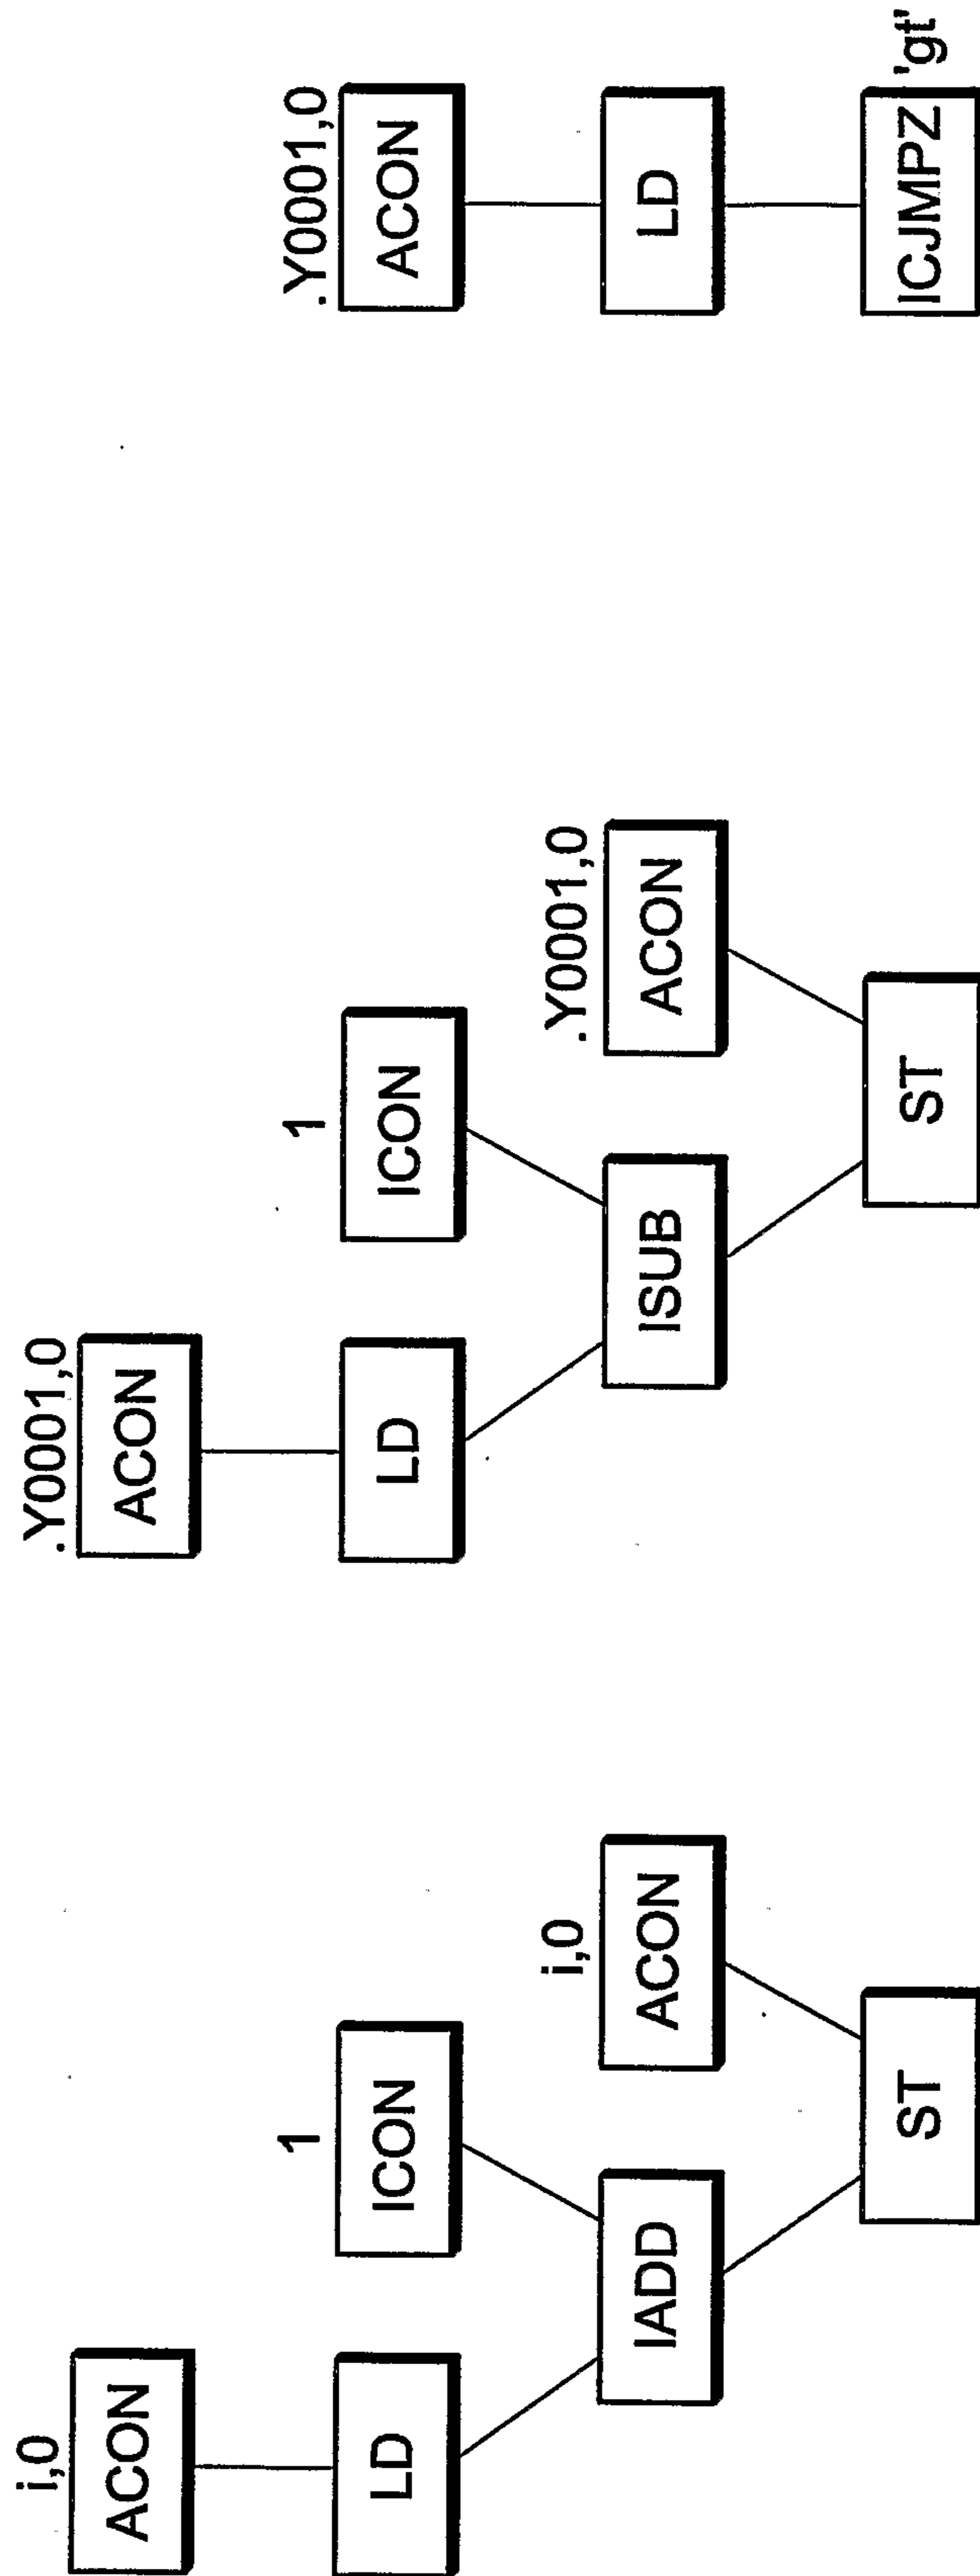 i,0
ACON
LD
1
ICON
IADD
i,0
ACON
ST
.Y0001,0
ACON
LD
1
ICON
ISUB
.Y0001,0
ACON
ST
.Y0001,0
ACON
LD
ICJMPZ 'gt'